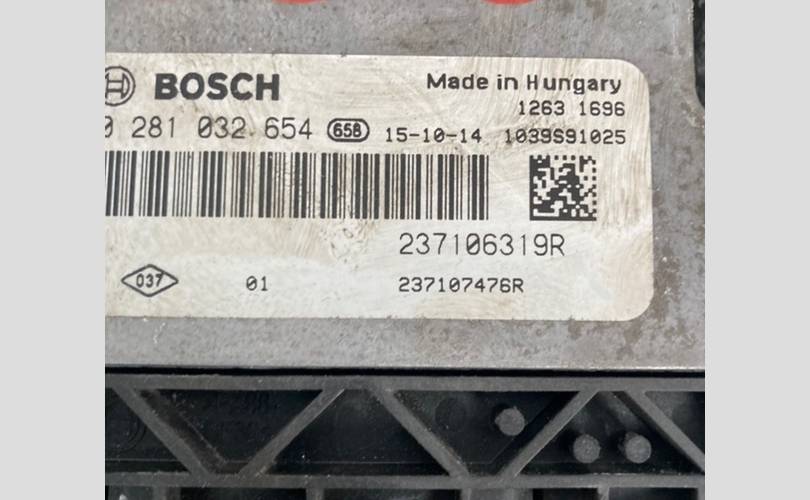 BOSCH
Made in Hungary
1263 1696
0 281 032 654 658 15-10-14 1039S91025
237106319R
037 01 237107476R